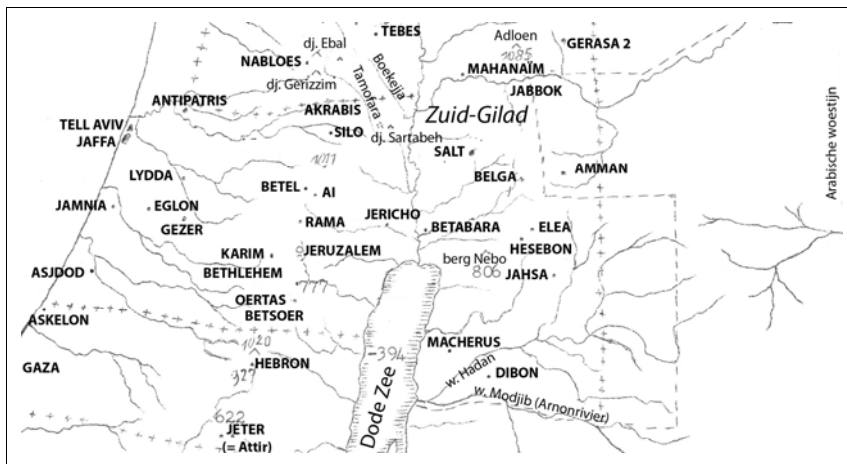 TEBES
Adloen
GERASA 2
dj. Ebal
1085
NABLOES
Boekeija
MAHANAÏM
dj. Gerizzim
Tamofara
JABBOK
ANTIPATRIS
AKRABIS
Zuid-Gilad
TELL AVIV
JAFFA
SILO
dj. Sartabeh
SALT
Arabische woestijn
1011
LYDDA
BETEL
AI
BELGA
AMMAN
JAMNIA
EGLON
GEZER
RAMA
JERICHO
BETABARA
ELEA
KARIM
JERUZALEM
HESEBON
BETHLEHEM
berg Nebo
806
ASJDOD
JAHSA
777
OERTAS
BETSOER
ASKELON
1020
MACHERUS
-394
GAZA
HEBRON
927
w. Hadan
DIBON
Dode Zee
w. Modjib (Arnonrivier)
622
JETER
(= Attir)